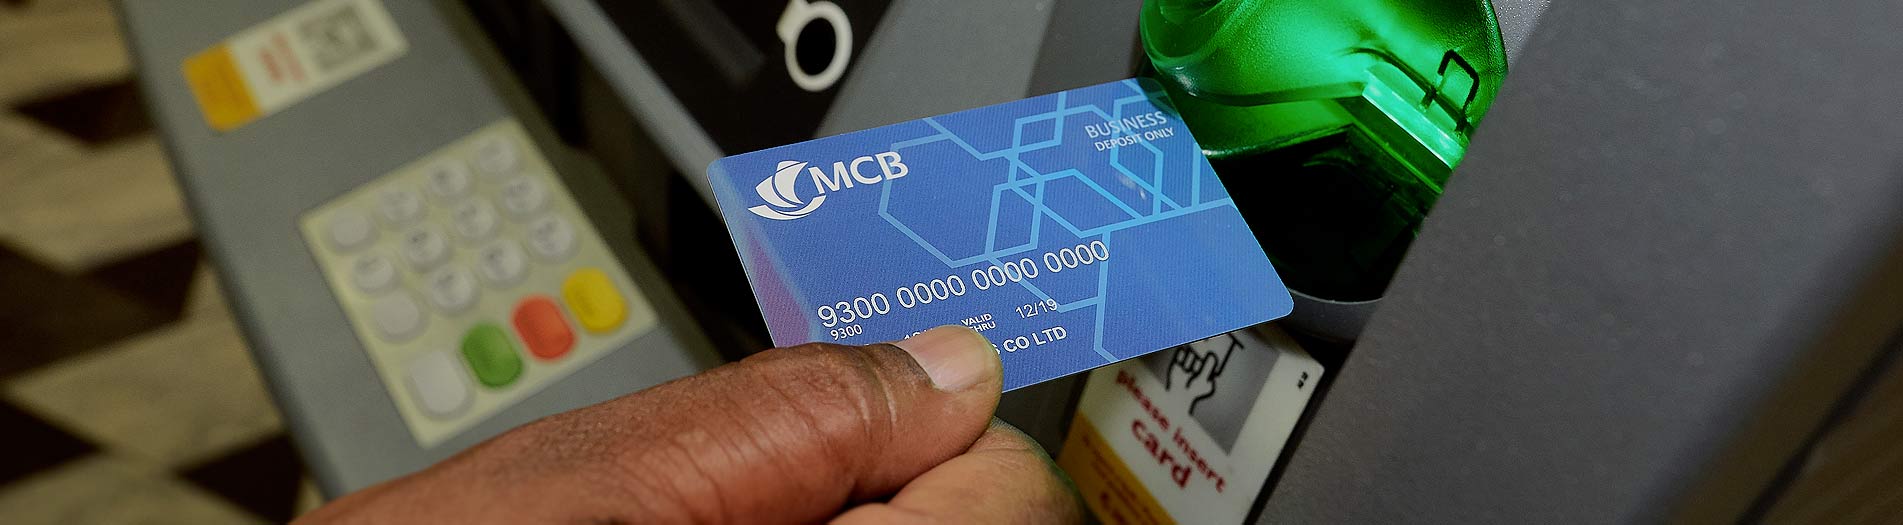 MCB
BUSINESS
DEPOSIT ONLY
9300 0000 0000 0000
9300
VALID
THRU
12/19
CO LTD
please insert
card